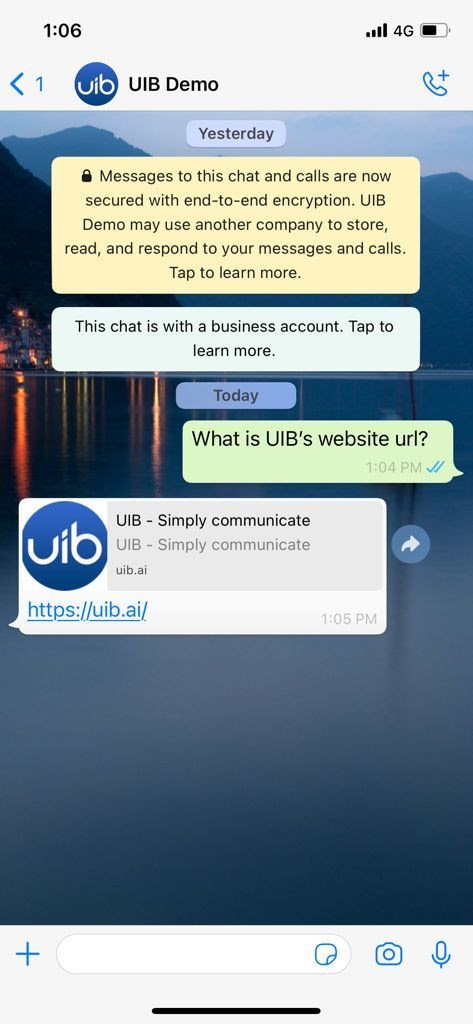 1:06
4G
1
uib
UIB Demo
Yesterday
Messages to this chat and calls are now
secured with end-to-end encryption. UIB
Demo may use another company to store,
read, and respond to your messages and calls.
Tap to learn more.
This chat is with a business account. Tap to
learn more.
Today
What is UIB’s website url?
1:04 PM
uib
UIB - Simply communicate
UIB - Simply communicate
uib.ai
https://uib.ai/
1:05 PM